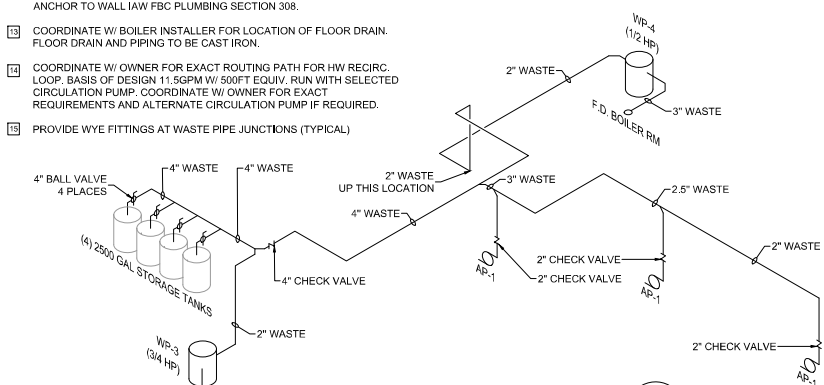 ANCHOR TO WALL IAW FBC PLUMBING SECTION 308.
13 COORDINATE W/ BOILER INSTALLER FOR LOCATION OF FLOOR DRAIN.
FLOOR DRAIN AND PIPING TO BE CAST IRON.
14 COORDINATE W/ OWNER FOR EXACT ROUTING PATH FOR HW RECIRC.
LOOP. BASIS OF DESIGN 11.5GPM W/ 500FT EQUIV. RUN WITH SELECTED
CIRCULATION PUMP. COORDINATE W/ OWNER FOR EXACT
REQUIREMENTS AND ALTERNATE CIRCULATION PUMP IF REQUIRED.
15 PROVIDE WYE FITTINGS AT WASTE PIPE JUNCTIONS (TYPICAL)
WP-4
(1/2 HP)
2" WASTE
3" WASTE
F.D. BOILER RM
4" BALL VALVE
4 PLACES
4" WASTE
4" WASTE
2" WASTE
UP THIS LOCATION
3" WASTE
2.5" WASTE
4" WASTE
2" WASTE
(4) 2500 GAL STORAGE TANKS
4" CHECK VALVE
AP-1
2" CHECK VALVE
2" CHECK VALVE
AP-1
2" WASTE
WP-3
(3/4 HP)
2" CHECK VALVE
AP-1